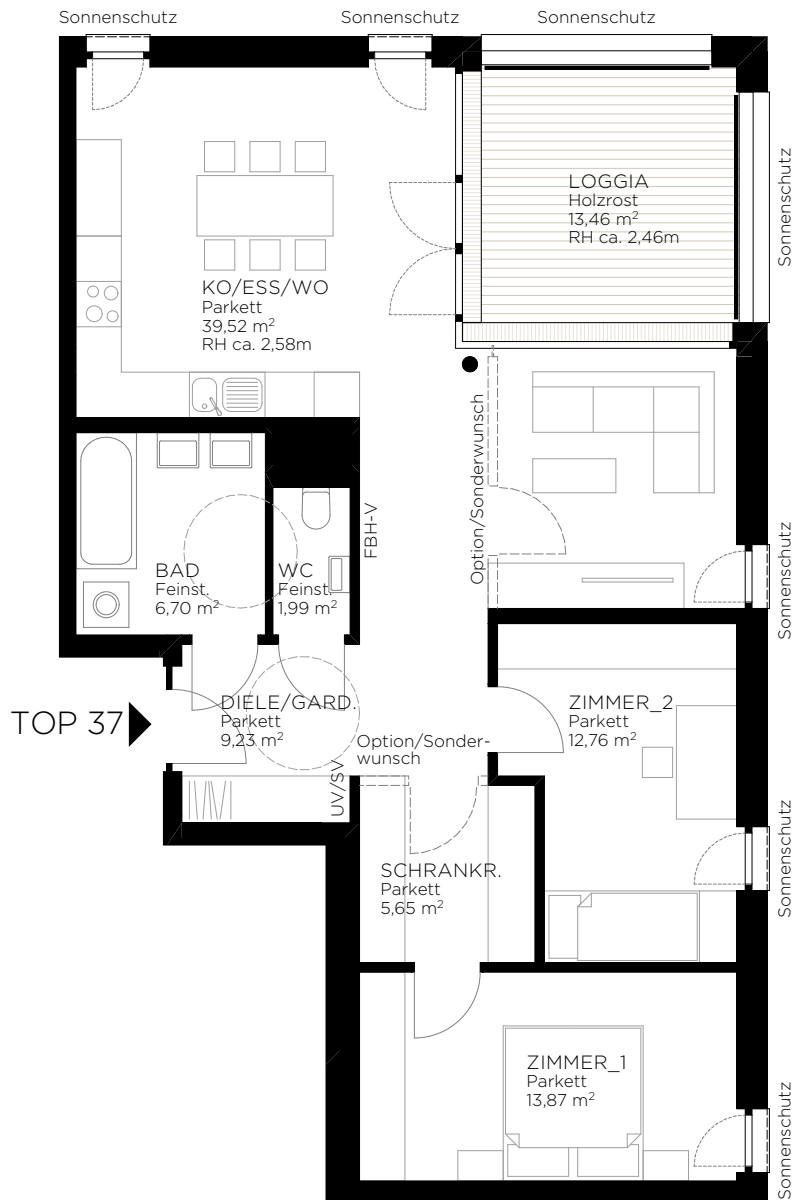 Sonnenschutz
Sonnenschutz
Sonnenschutz
LOGGIA
Holzrost
13,46 m²
RH ca. 2,46m
Sonnenschutz
KO/ESS/WO
Parkett
39,52 m²
RH ca. 2,58m
Option/Sonderwunsch
FBH-V
Sonnenschutz
BAD
Feinst.
6,70 m²
WC
Feinst.
1,99 m²
TOP 37
DIELE/GARD.
Parkett
9,23 m²
Option/Sonder-
wunsch
UV/SV
ZIMMER_2
Parkett
12,76 m²
Sonnenschutz
SCHRANKR.
Parkett
5,65 m²
ZIMMER_1
Parkett
13,87 m²
Sonnenschutz